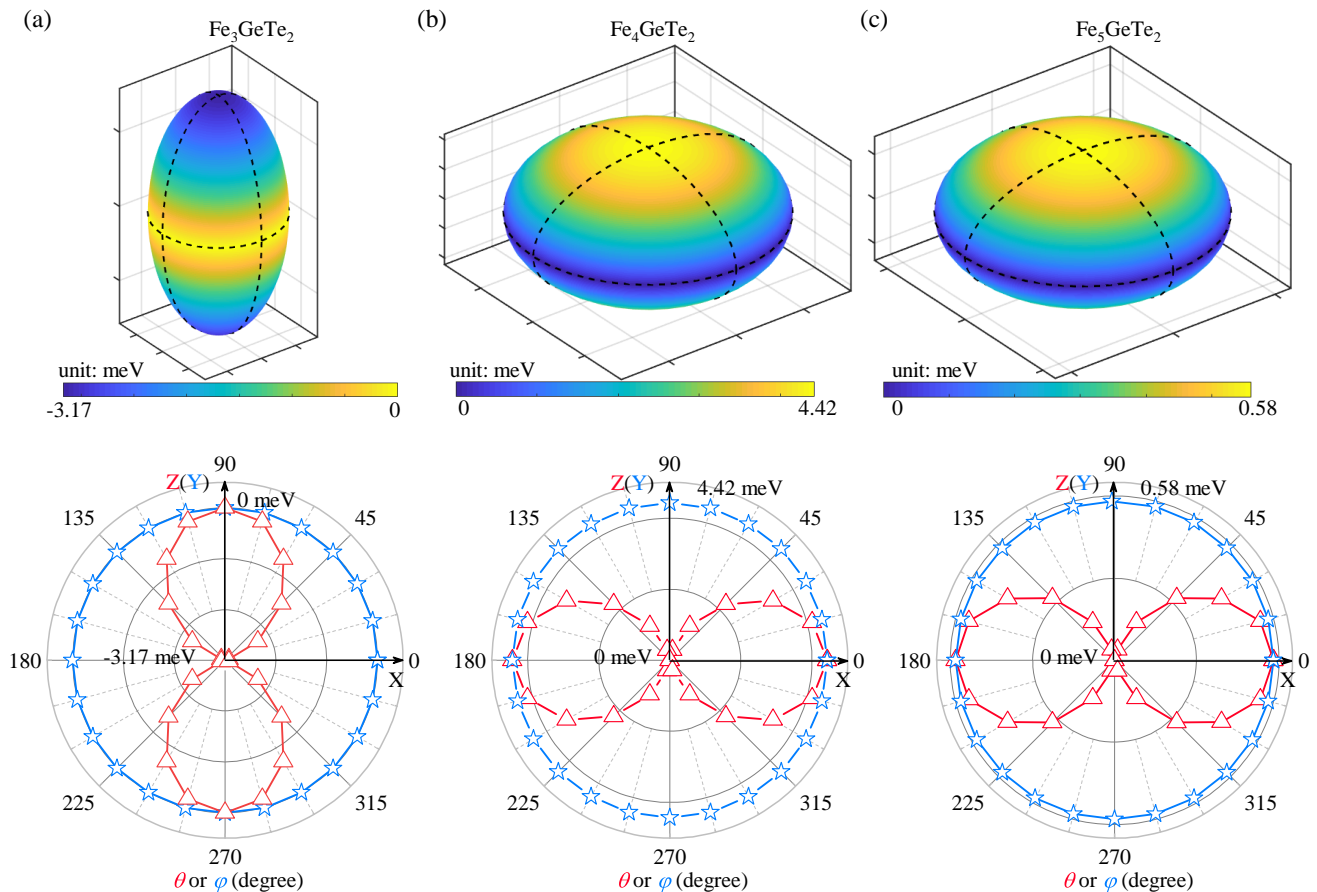 (a)
Fe₃GeTe₂
unit: meV
-3.17
0
(b)
Fe₄GeTe₂
unit: meV
0
4.42
(c)
Fe₅GeTe₂
unit: meV
0
0.58
90
Z(Y)
0 meV
135
45
180
-3.17 meV
0
X
225
315
270
θ or φ (degree)
90
Z(Y)
4.42 meV
135
45
180
0 meV
0
X
225
315
270
θ or φ (degree)
90
Z(Y)
0.58 meV
135
45
180
0 meV
0
X
225
315
270
θ or φ (degree)